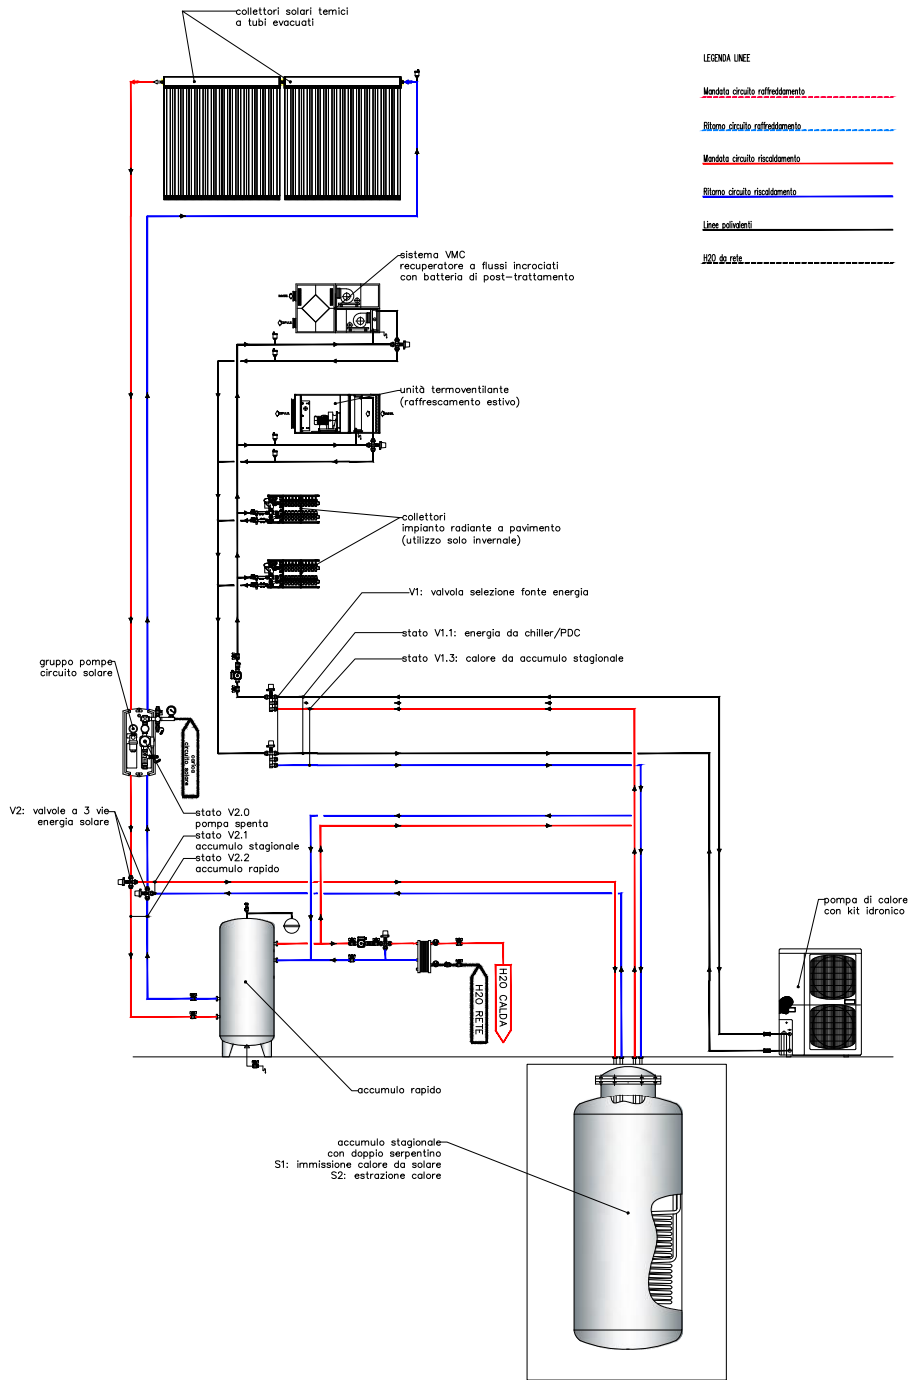 collettori solari temici
a tubi evacuati
LEGENDA LINEE
Mandata circuito raffreddamento
Ritorno circuito raffreddamento
Mandata circuito riscaldamento
Ritorno circuito riscaldamento
Linee polivalenti
H2O da rete
sistema VMC
recuperatore a flussi incrociati
con batteria di post-trattamento
unità termoventilante
(raffrescamento estivo)
collettori
impianto radiante a pavimento
(utilizzo solo invernale)
V1: valvola selezione fonte energia
stato V1.1: energia da chiller/PDC
stato V1.3: calore da accumulo stagionale
gruppo pompe
circuito solare
carico
circuito solare
V2: valvole a 3 vie
energia solare
stato V2.0
pompa spenta
stato V2.1
accumulo stagionale
stato V2.2
accumulo rapido
pompa di calore
con kit idronico
H2O RETE
H2O CALDA
accumulo rapido
accumulo stagionale
con doppio serpentino
S1: immissione calore da solare
S2: estrazione calore